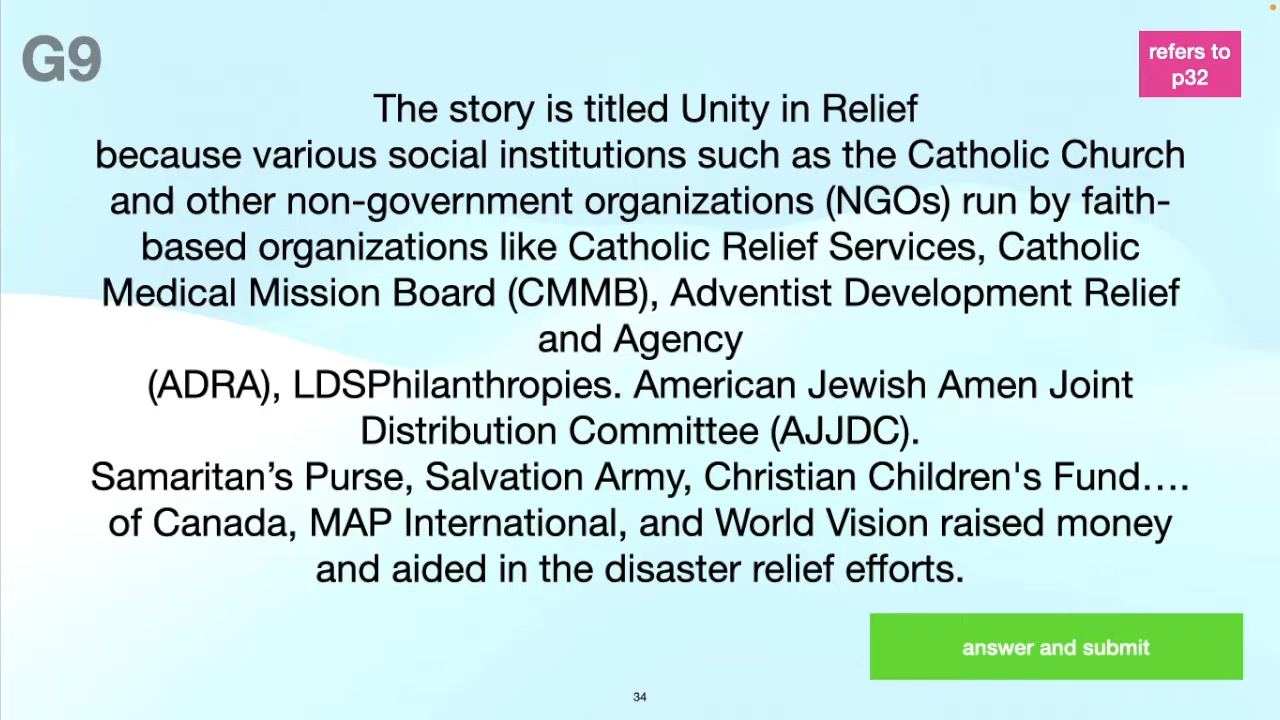 G9
refers to
p32
The story is titled Unity in Relief
because various social institutions such as the Catholic Church
and other non-government organizations (NGOs) run by faith-
based organizations like Catholic Relief Services, Catholic
Medical Mission Board (CMMB), Adventist Development Relief
and Agency
(ADRA), LDSPhilanthropies. American Jewish Amen Joint
Distribution Committee (AJJDC).
Samaritan’s Purse, Salvation Army, Christian Children's Fund….
of Canada, MAP International, and World Vision raised money
and aided in the disaster relief efforts.
answer and submit
34